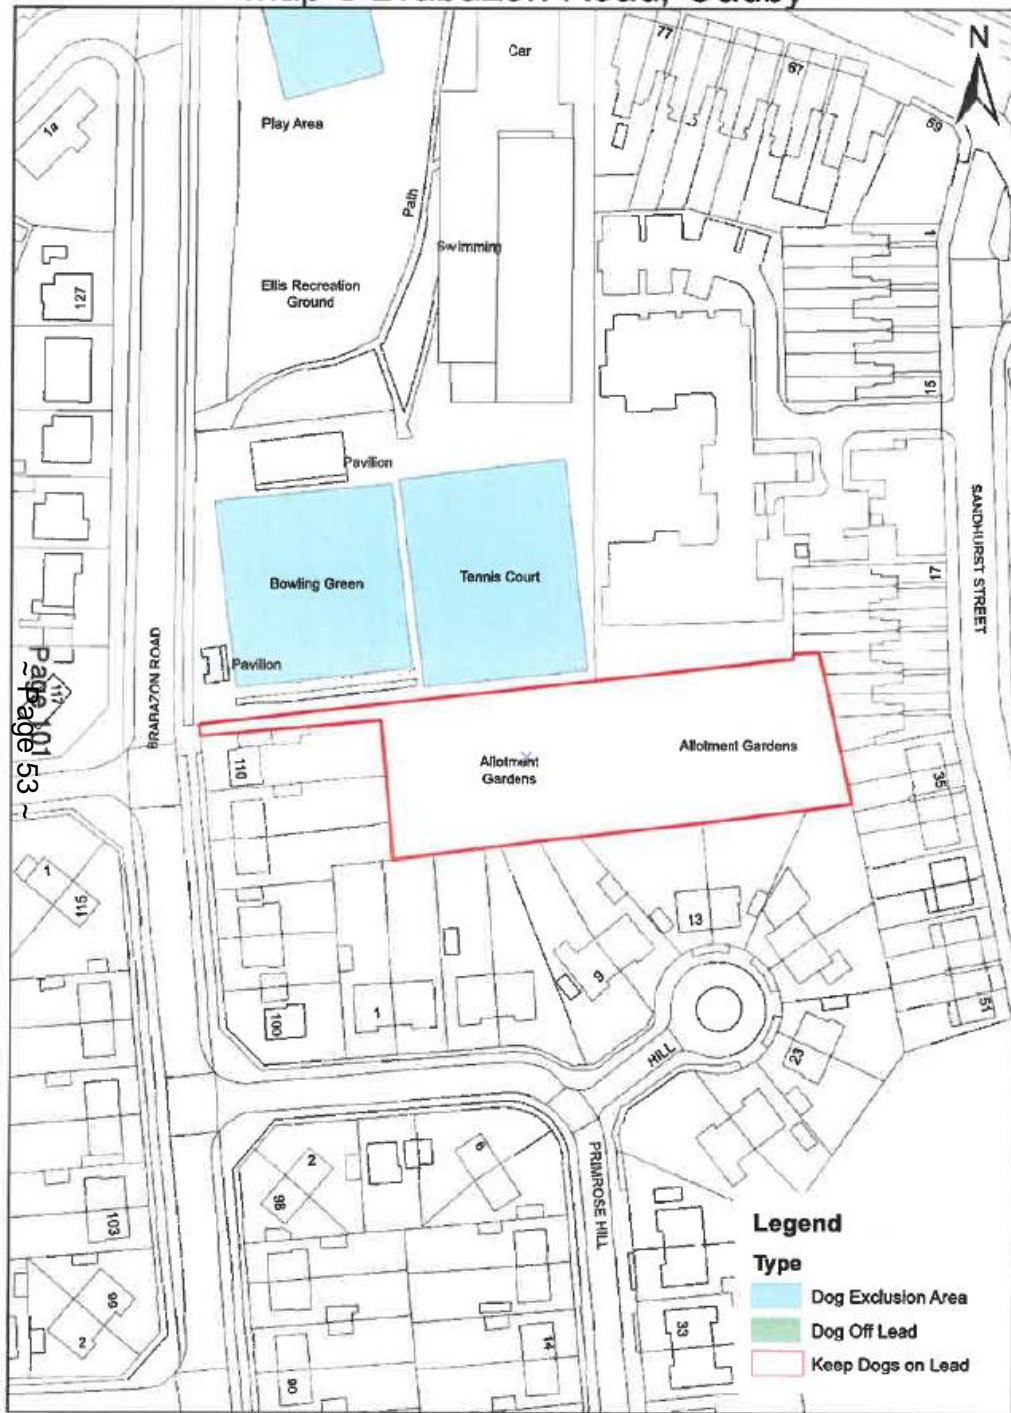 N
Car
77
67
69
1a
Play Area
Path
Swimming
1
127
Ellis Recreation
Ground
15
Pavilion
SANDHURST STREET
Bowling Green
Tennis Court
17
BRABAZON ROAD
Pavilion
117
Page 101
~ Page 53 ~
110
Allotment
Gardens
Allotment Gardens
35
1
115
13
9
100
1
51
HILL
23
2
98
6
PRIMROSE HILL
103
99
2
90
14
33
Legend
Type
Dog Exclusion Area
Dog Off Lead
Keep Dogs on Lead